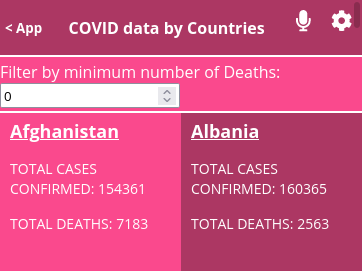 < App
COVID data by Countries
Filter by minimum number of Deaths:
0
Afghanistan
TOTAL CASES
CONFIRMED: 154361
TOTAL DEATHS: 7183
Albania
TOTAL CASES
CONFIRMED: 160365
TOTAL DEATHS: 2563